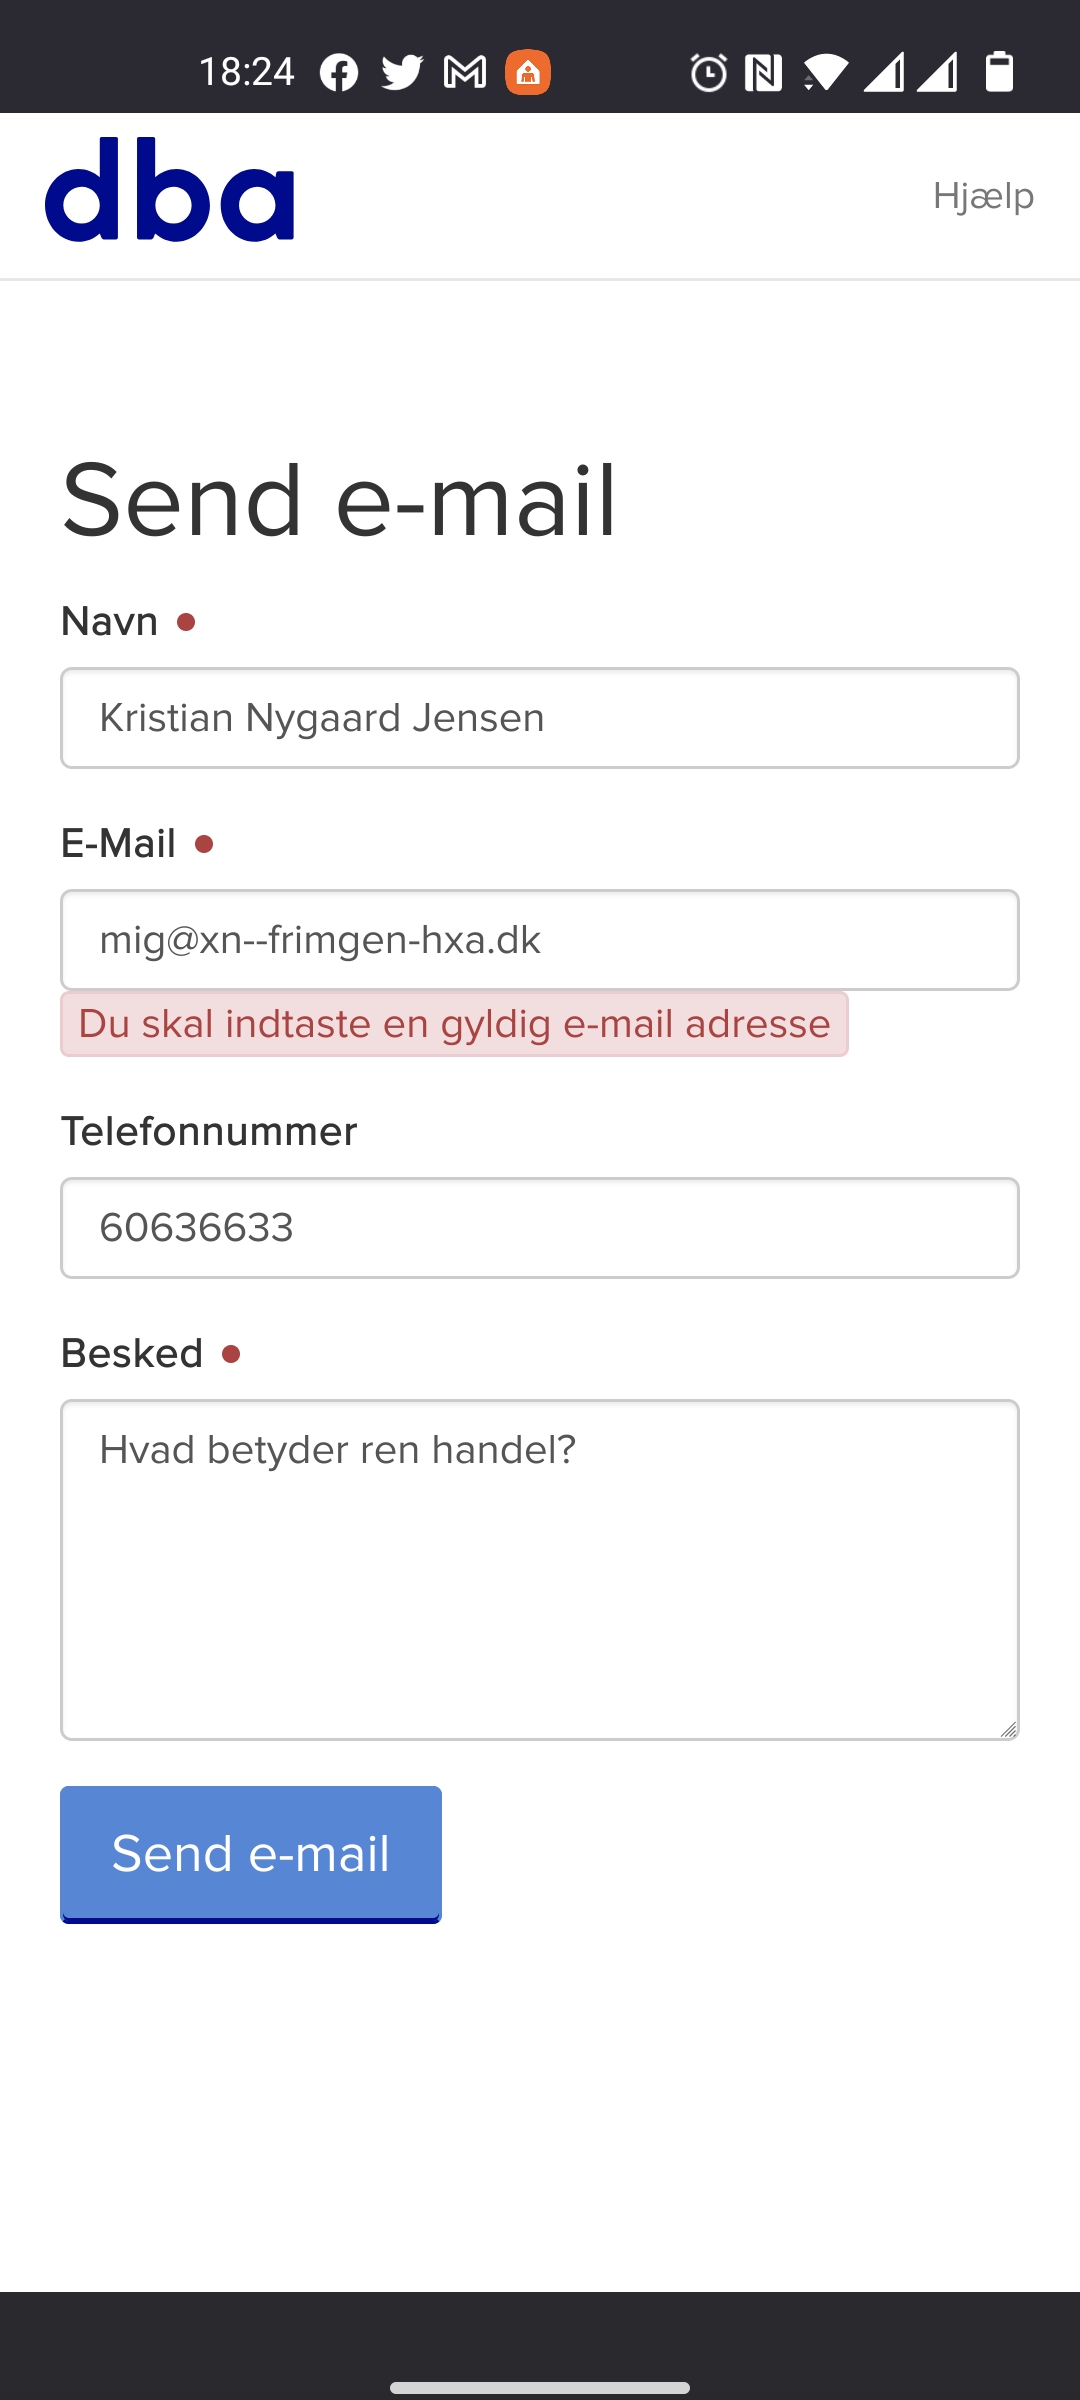 18:24
dba
Hjælp
Send e-mail
Navn
Kristian Nygaard Jensen
E-Mail
mig@xn--frimgen-hxa.dk
Du skal indtaste en gyldig e-mail adresse
Telefonnummer
60636633
Besked
Hvad betyder ren handel?
Send e-mail